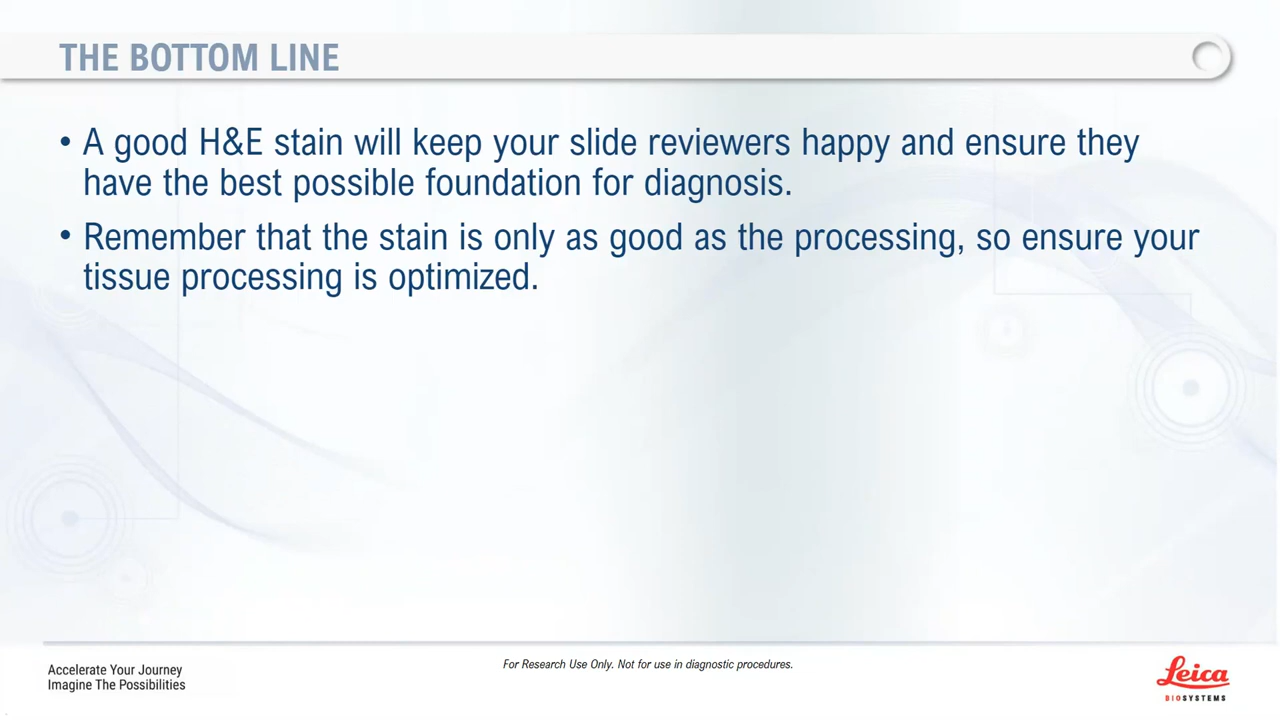 THE BOTTOM LINE
• A good H&E stain will keep your slide reviewers happy and ensure they
have the best possible foundation for diagnosis.
• Remember that the stain is only as good as the processing, so ensure your
tissue processing is optimized.
Accelerate Your Journey
Imagine The Possibilities
For Research Use Only. Not for use in diagnostic procedures.
Leica
BIOSYSTEMS